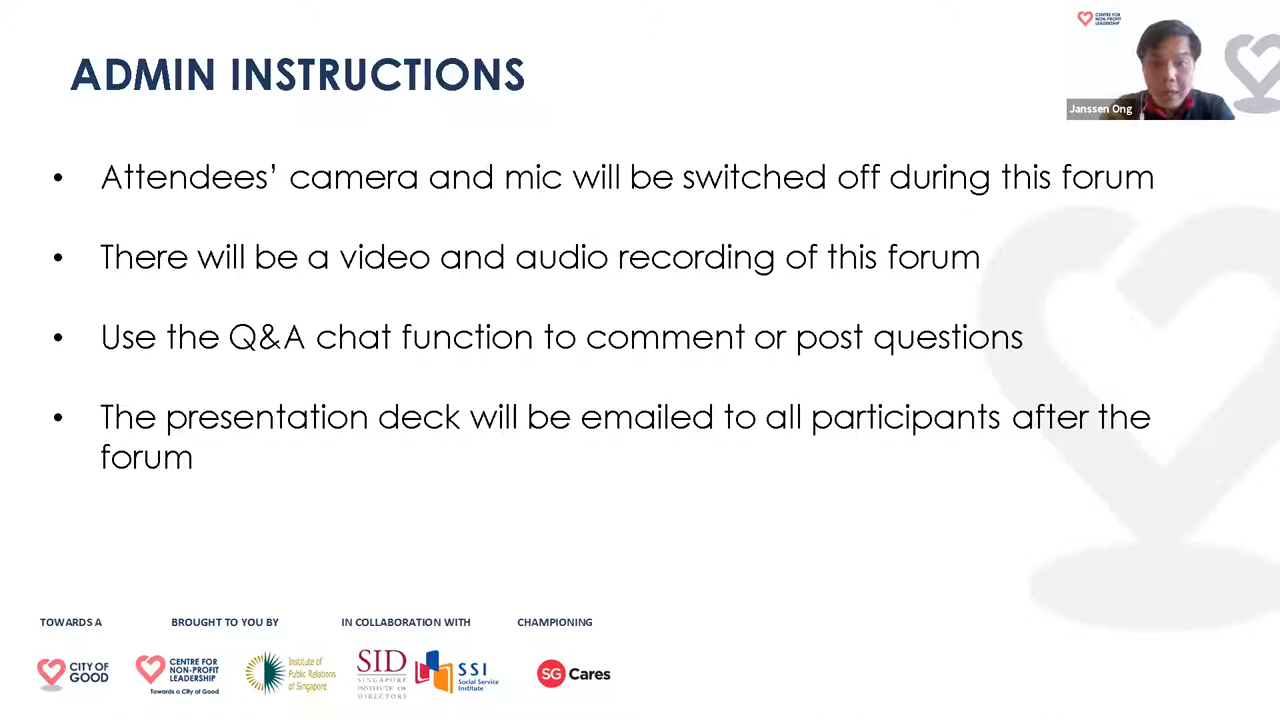 CENTRE FOR
NON-PROFIT
LEADERSHIP
ADMIN INSTRUCTIONS
Janssen Ong
• Attendees’ camera and mic will be switched off during this forum
• There will be a video and audio recording of this forum
• Use the Q&A chat function to comment or post questions
• The presentation deck will be emailed to all participants after the
forum
TOWARDS A
BROUGHT TO YOU BY
IN COLLABORATION WITH
CHAMPIONING
CITY OF
GOOD
CENTRE FOR
NON-PROFIT
LEADERSHIP
Towards a City of Good
Institute of
Public Relations
of Singapore
SID
SINGAPORE
INSTITUTE OF
DIRECTORS
SSI
Social Service
Institute
SG Cares